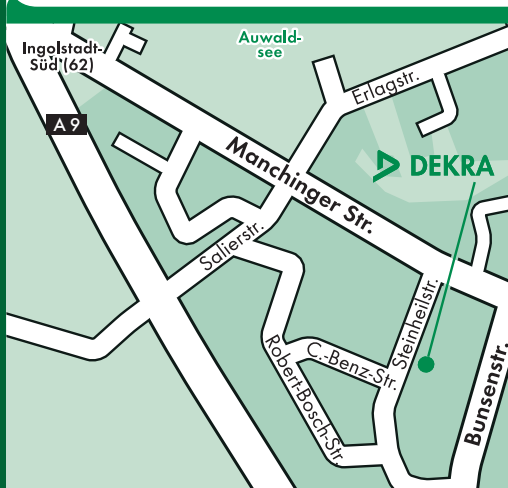 Auwald-
see
Ingolstadt-
Süd (62)
Erlagstr.
A 9
Manchinger Str.
DEKRA
Salierstr.
Steinheilstr.
C.-Benz-Str.
Robert-Bosch-Str.
Bunsenstr.